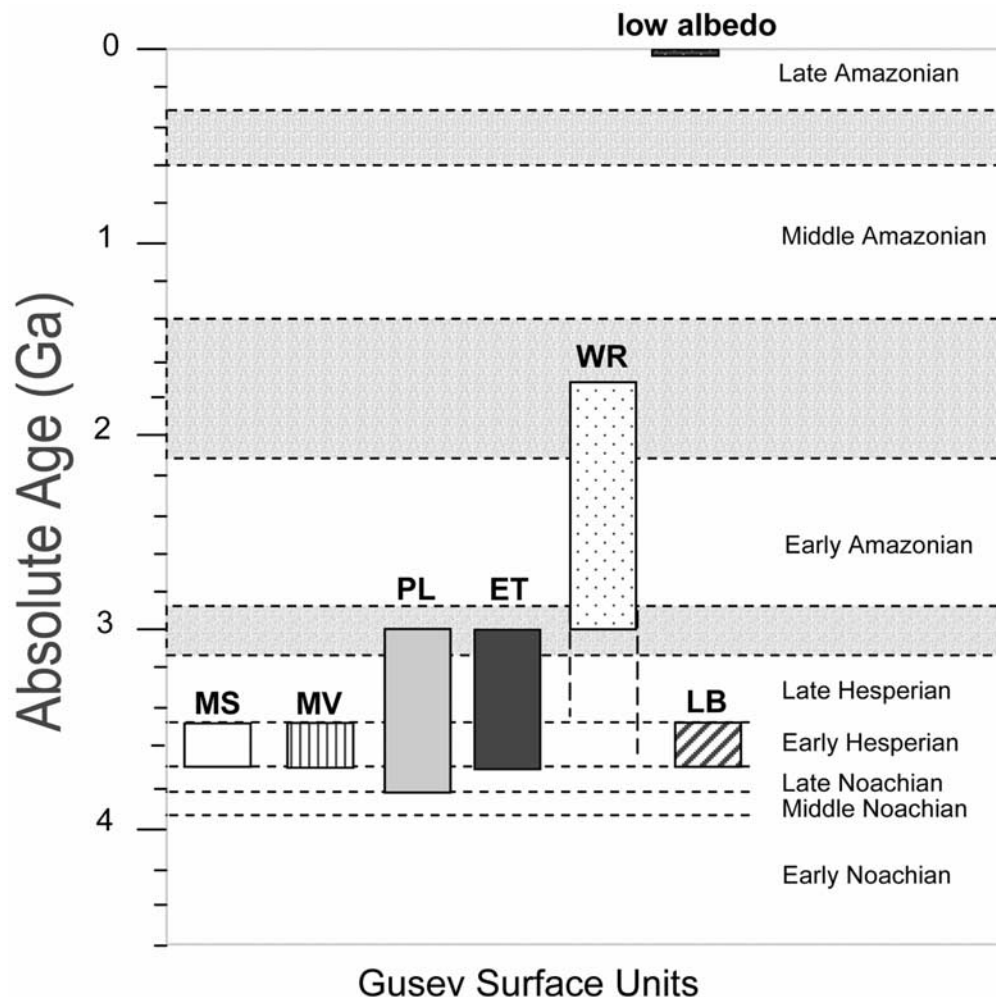 low albedo
0
Late Amazonian
1
Middle Amazonian
WR
2
Early Amazonian
PL
ET
3
Late Hesperian
MS
MV
LB
Early Hesperian
Late Noachian
Middle Noachian
4
Early Noachian
Absolute Age (Ga)
Gusev Surface Units